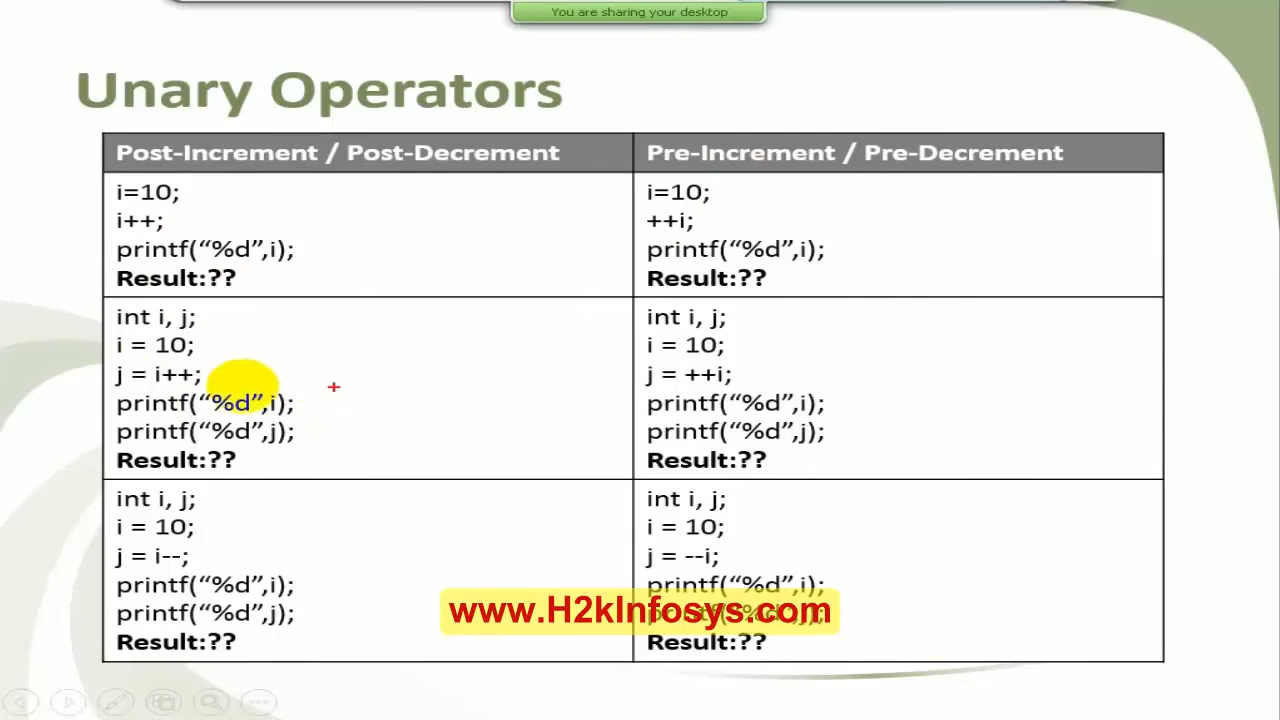 You are sharing your desktop
Unary Operators
Post-Increment / Post-Decrement
i=10;
i++;
printf(“%d”,i);
Result:??
int i, j;
i = 10;
j = i++;
printf(“%d”,i);
printf(“%d”,j);
Result:??
int i, j;
i = 10;
j = i--;
printf(“%d”,i);
printf(“%d”,j);
Result:??
Pre-Increment / Pre-Decrement
i=10;
++i;
printf(“%d”,i);
Result:??
int i, j;
i = 10;
j = ++i;
printf(“%d”,i);
printf(“%d”,j);
Result:??
int i, j;
i = 10;
j = --i;
printf(“%d”,i);
printf(“%d”,j);
Result:??
www.H2kInfosys.com